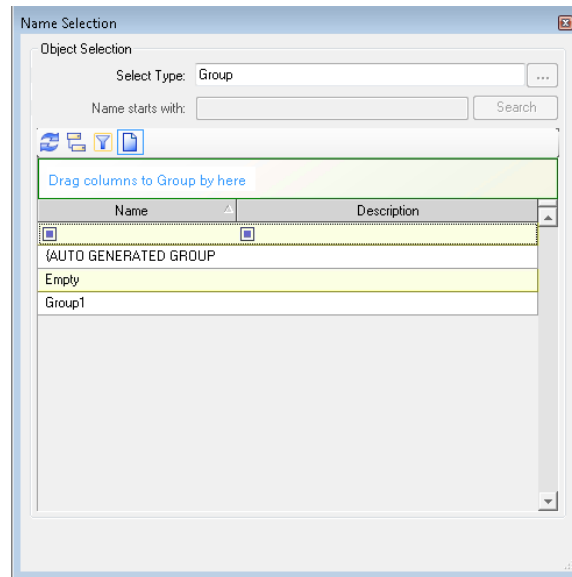 Name Selection
Object Selection
Select Type: Group ...
Name starts with: Search
Drag columns to Group by here
Name Description
{AUTO GENERATED GROUP
Empty
Group1